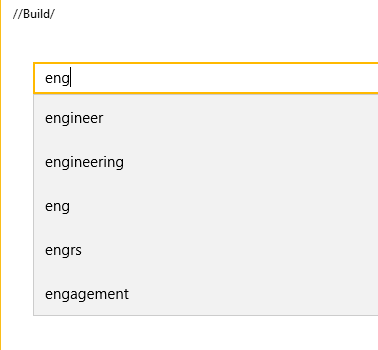 //Build/
eng
engineer
engineering
eng
engrs
engagement